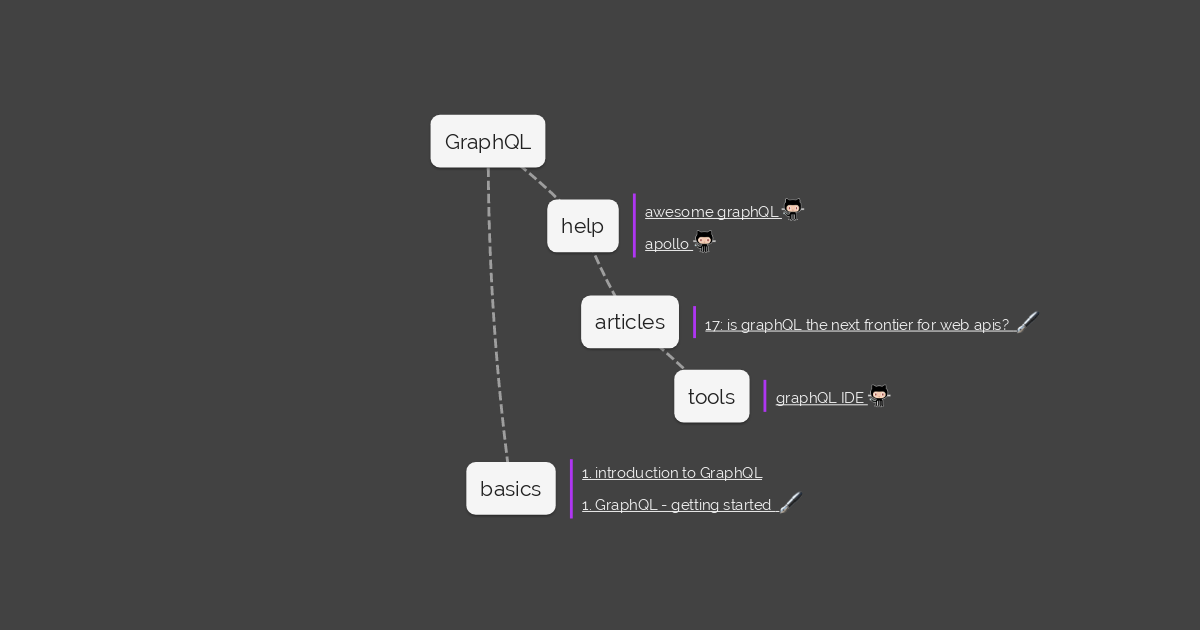 GraphQL
help
awesome graphQL
apollo
articles
17: is graphQL the next frontier for web apis?
tools
graphQL IDE
basics
1. introduction to GraphQL
1. GraphQL - getting started